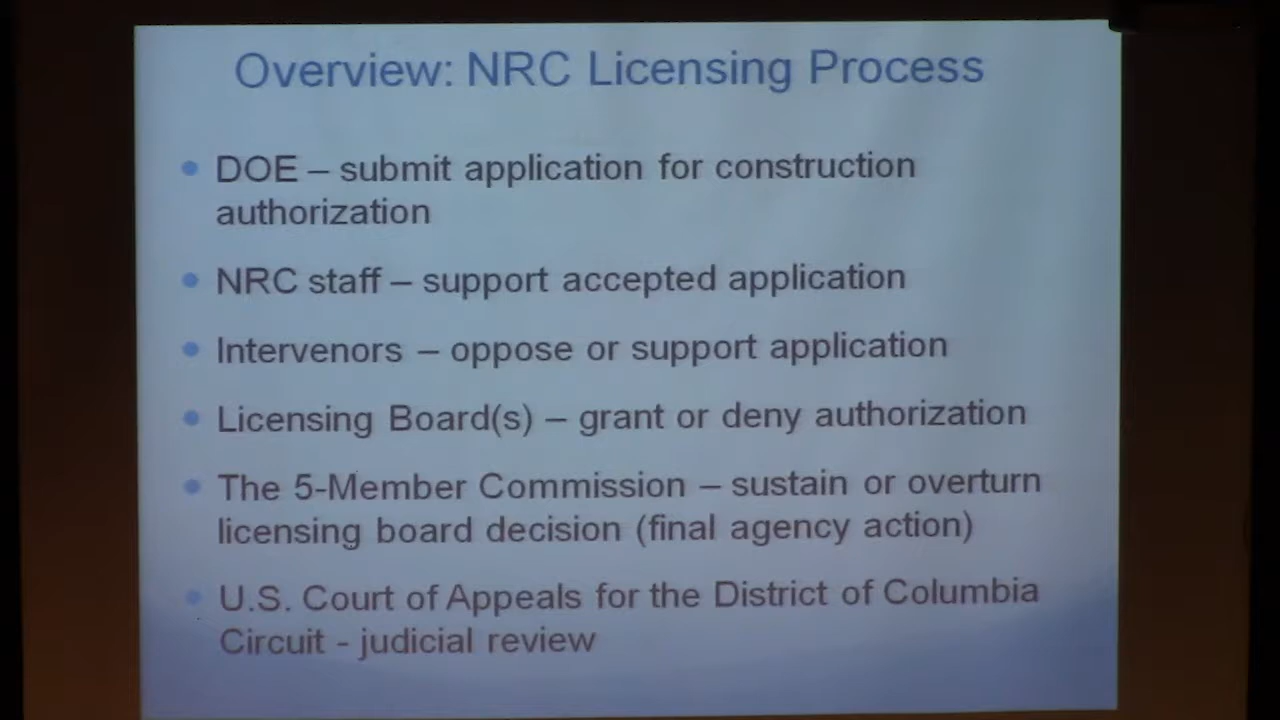 Overview: NRC Licensing Process
• DOE – submit application for construction
authorization
• NRC staff – support accepted application
• Intervenors – oppose or support application
• Licensing Board(s) – grant or deny authorization
• The 5-Member Commission – sustain or overturn
licensing board decision (final agency action)
• U.S. Court of Appeals for the District of Columbia
Circuit - judicial review